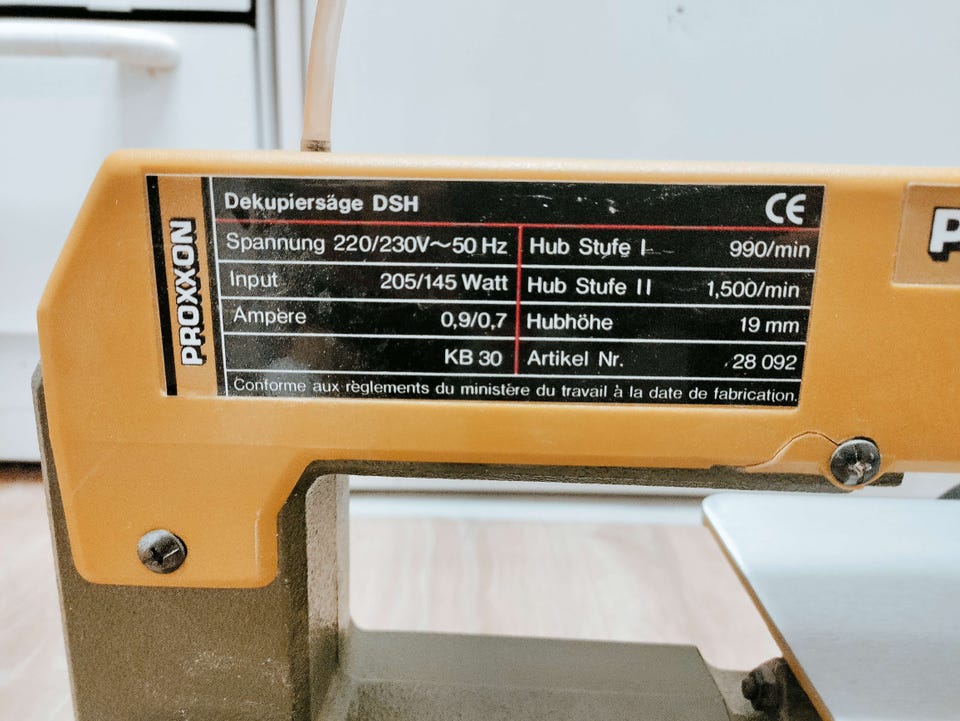 PROXXON
Dekupiersäge DSH CE
Spannung 220/230V~50 Hz Hub Stufe I 990/min
Input 205/145 Watt Hub Stufe II 1,500/min
Ampere 0,9/0,7 Hubhöhe 19 mm
KB 30 Artikel Nr. 28 092
Conforme aux règlements du ministére du travail à la date de fabrication.
P